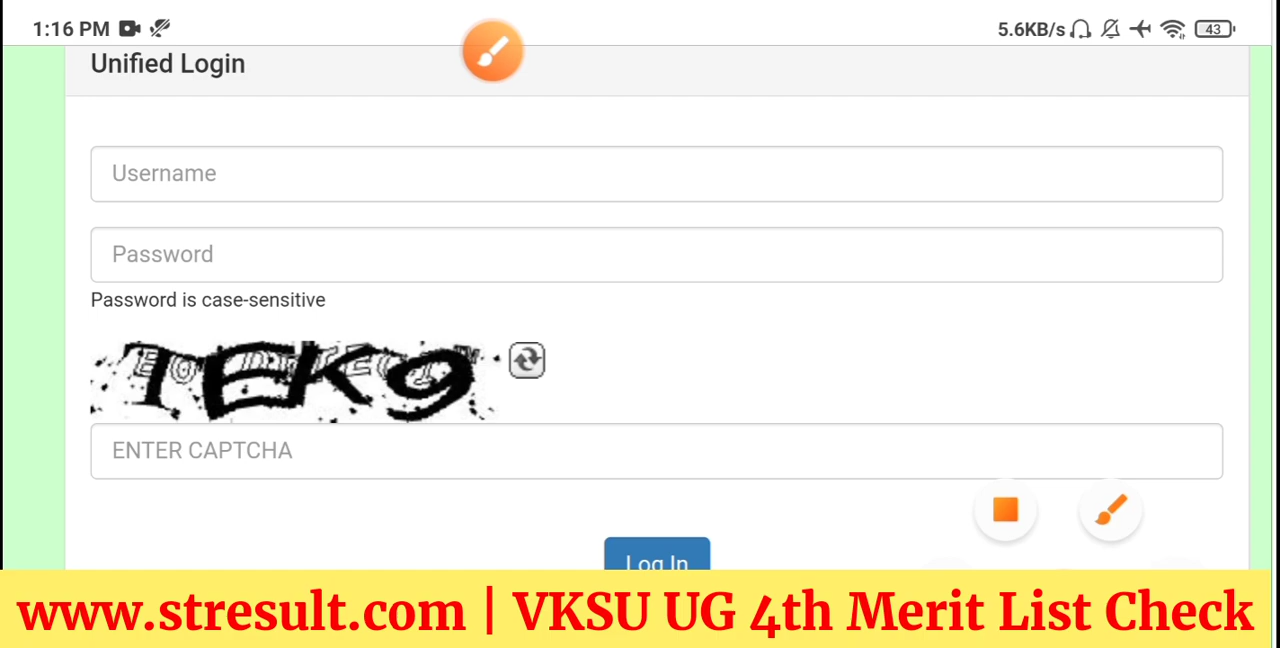 1:16 PM 5.6KB/s 43
Unified Login
Username
Password
Password is case-sensitive
TEK9
ENTER CAPTCHA
Log In
www.stresult.com | VKSU UG 4th Merit List Check